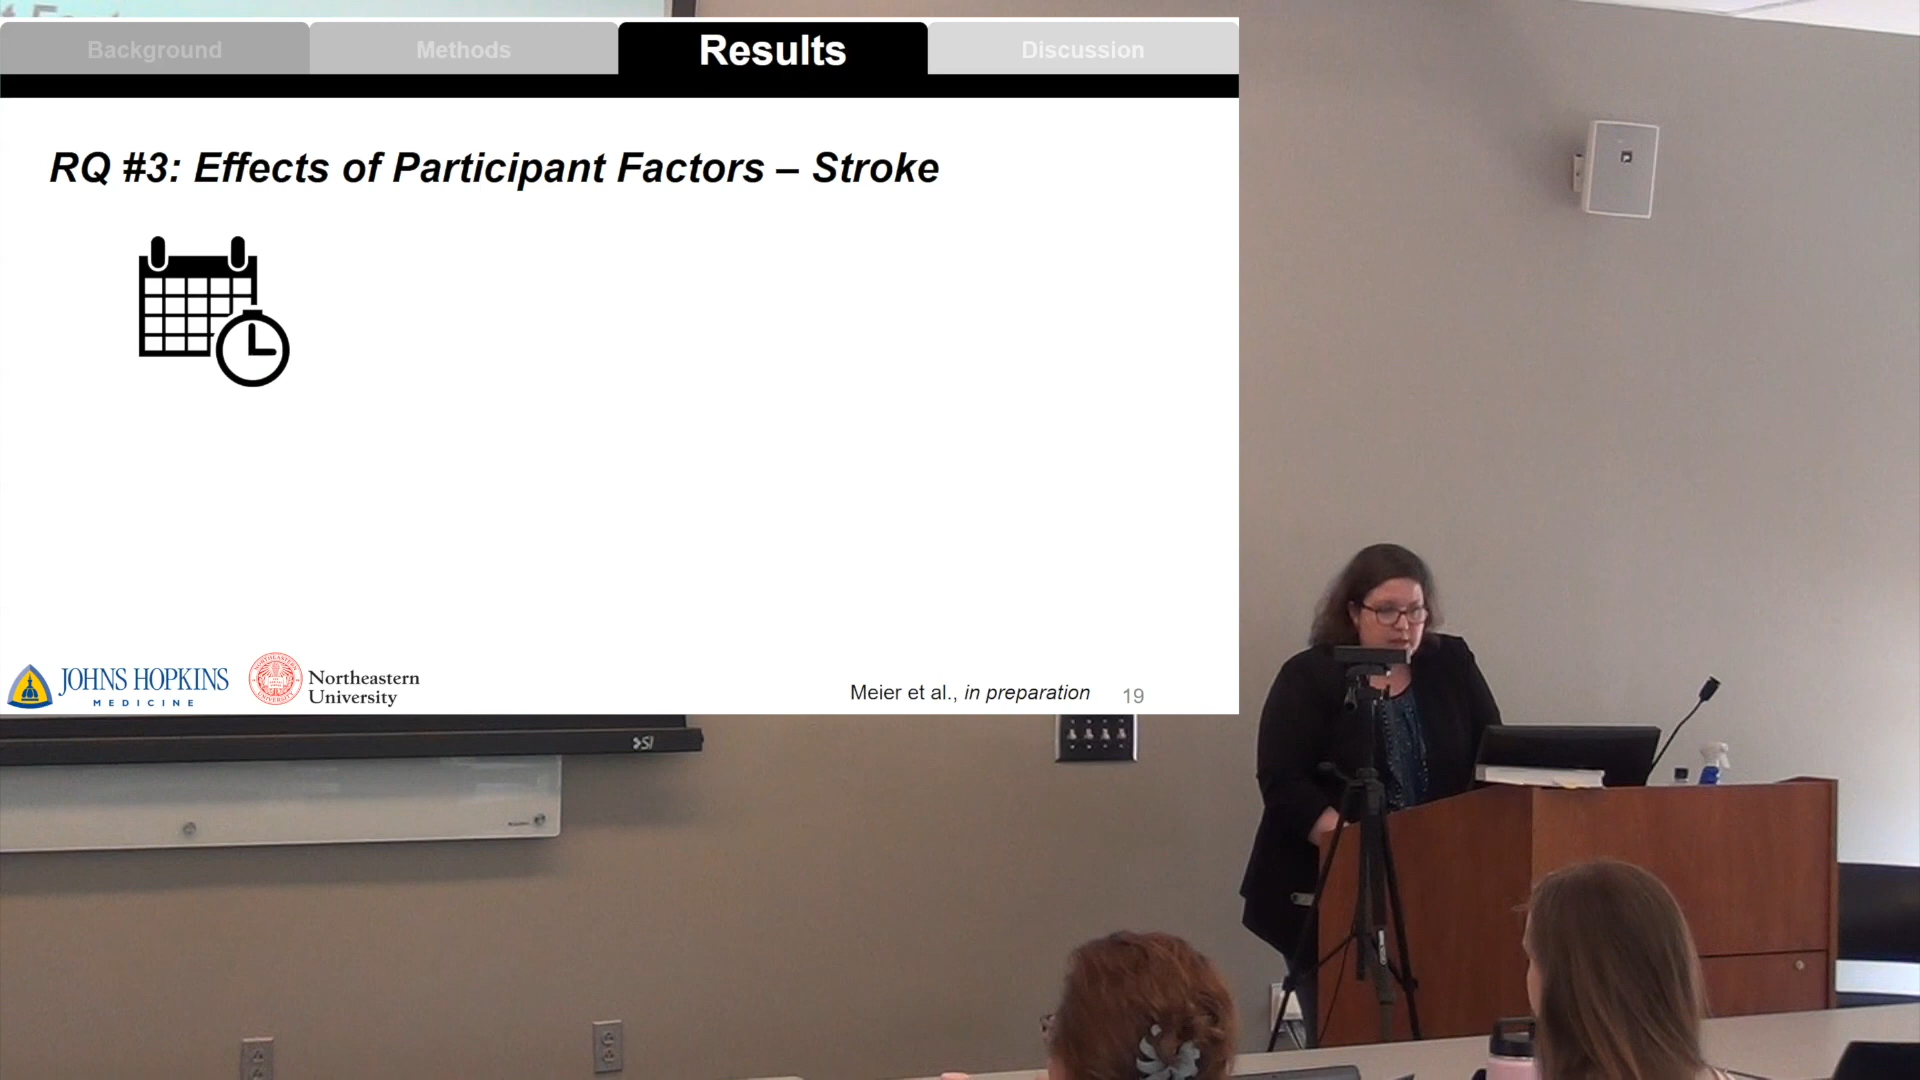 Background
Methods
Results
Discussion
RQ #3: Effects of Participant Factors – Stroke
JOHNS HOPKINS
MEDICINE
Northeastern
University
Meier et al., in preparation
19
SI